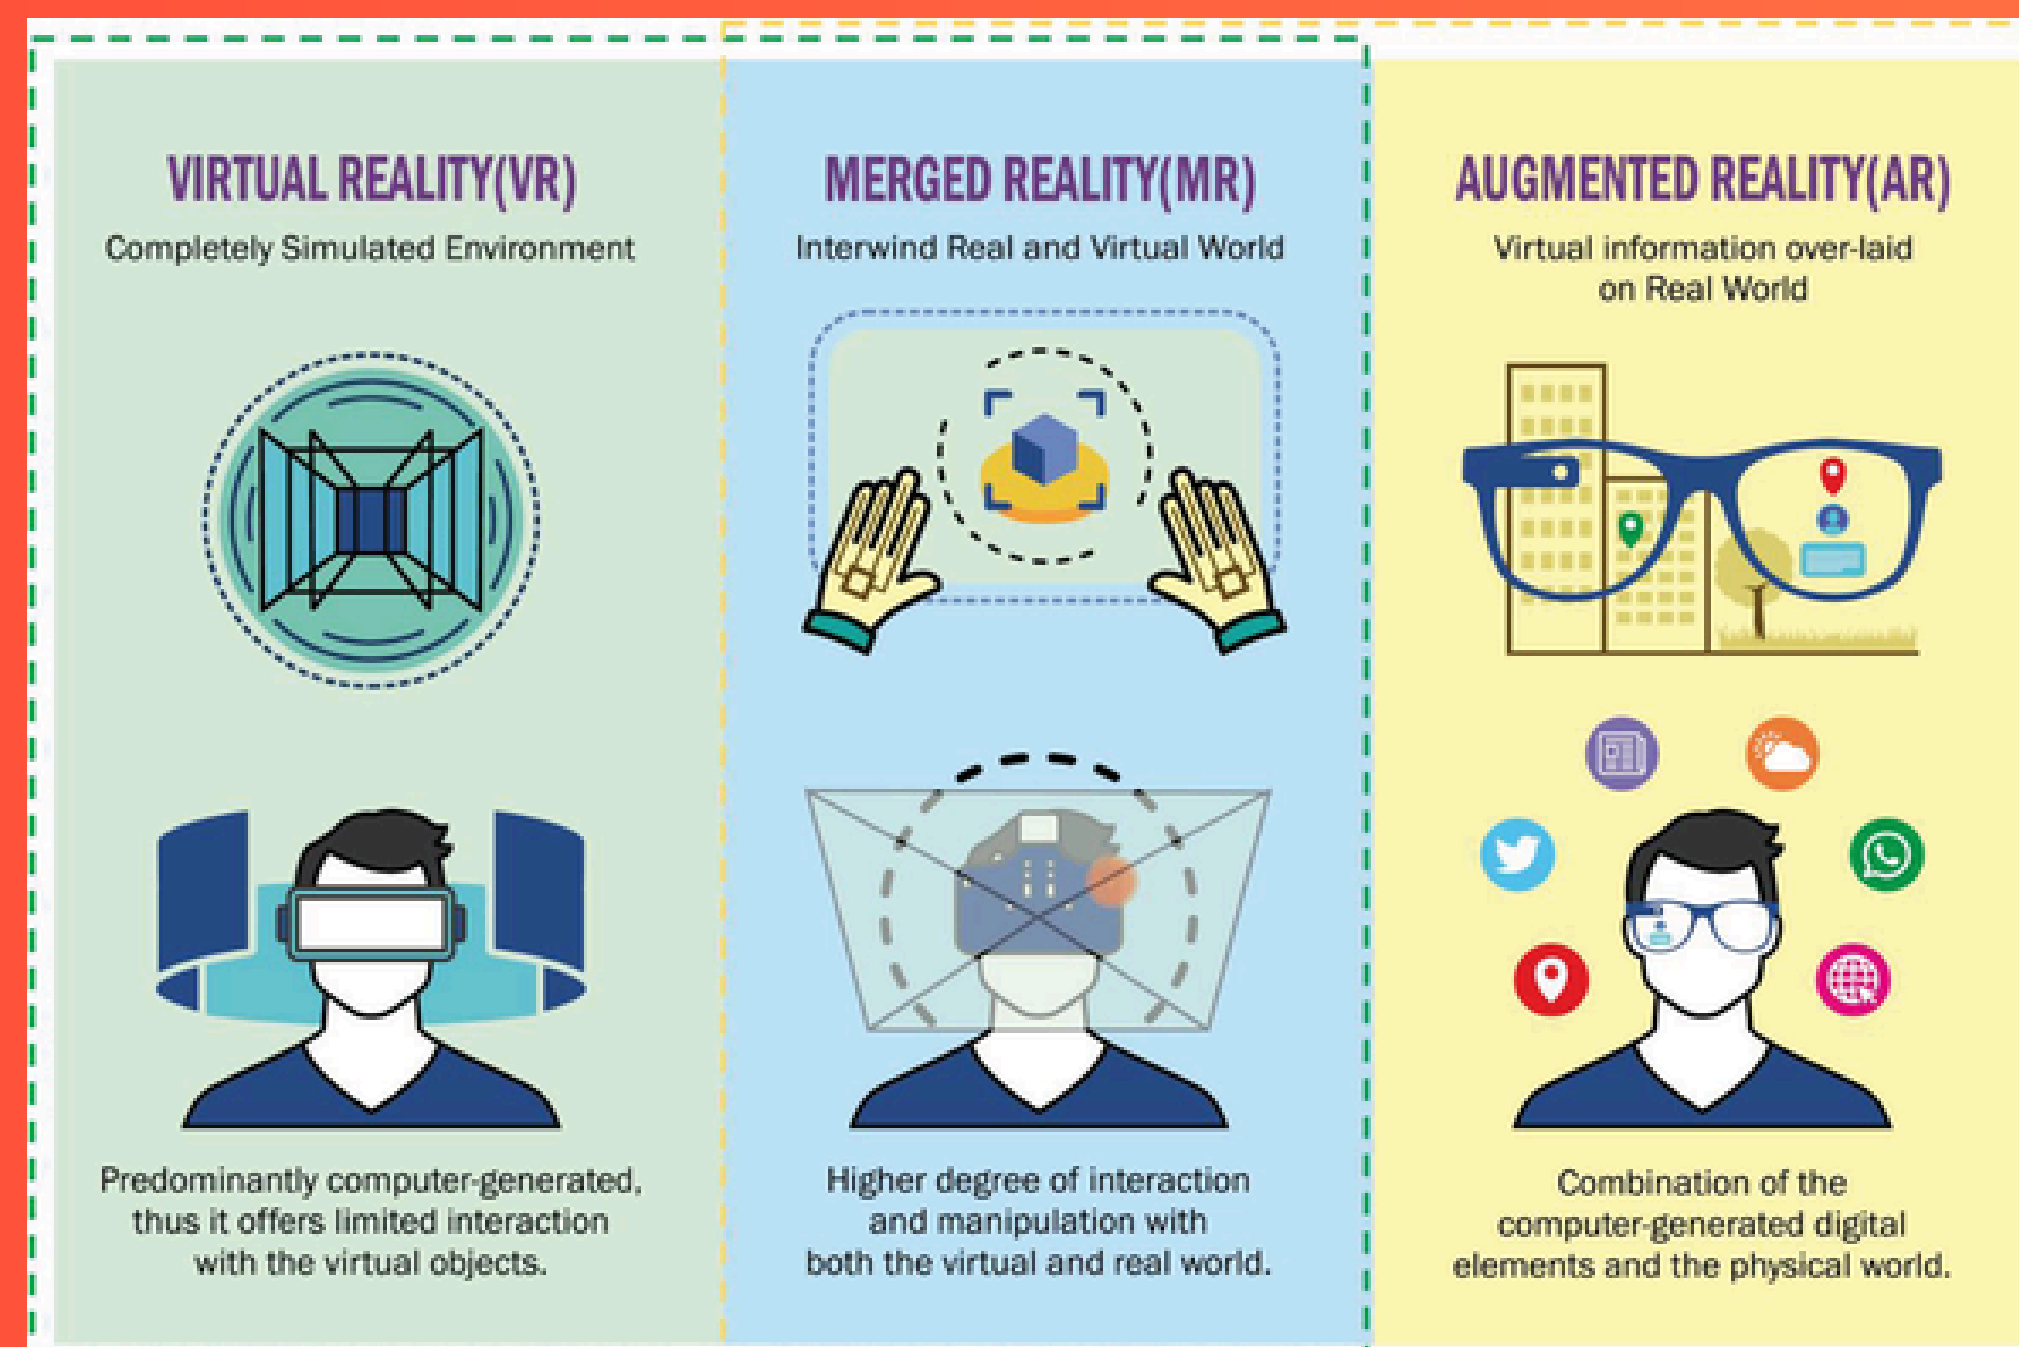 VIRTUAL REALITY(VR)
Completely Simulated Environment
Predominantly computer-generated,
thus it offers limited interaction
with the virtual objects.
MERGED REALITY(MR)
Interwind Real and Virtual World
Higher degree of interaction
and manipulation with
both the virtual and real world.
AUGMENTED REALITY(AR)
Virtual information over-laid
on Real World
Combination of the
computer-generated digital
elements and the physical world.